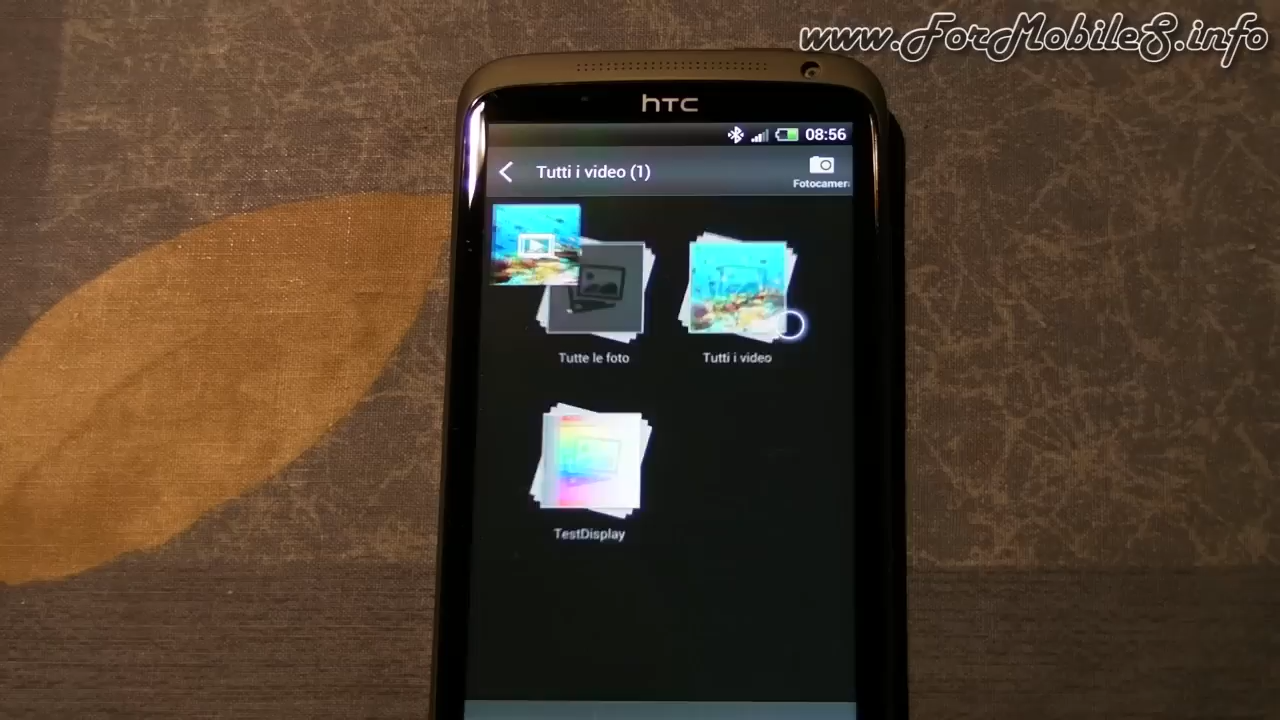 www.ForMobileS.info
hTC
08:56
Tutti i video (1)
Fotocamer
Tutte le foto
Tutti i video
TestDisplay